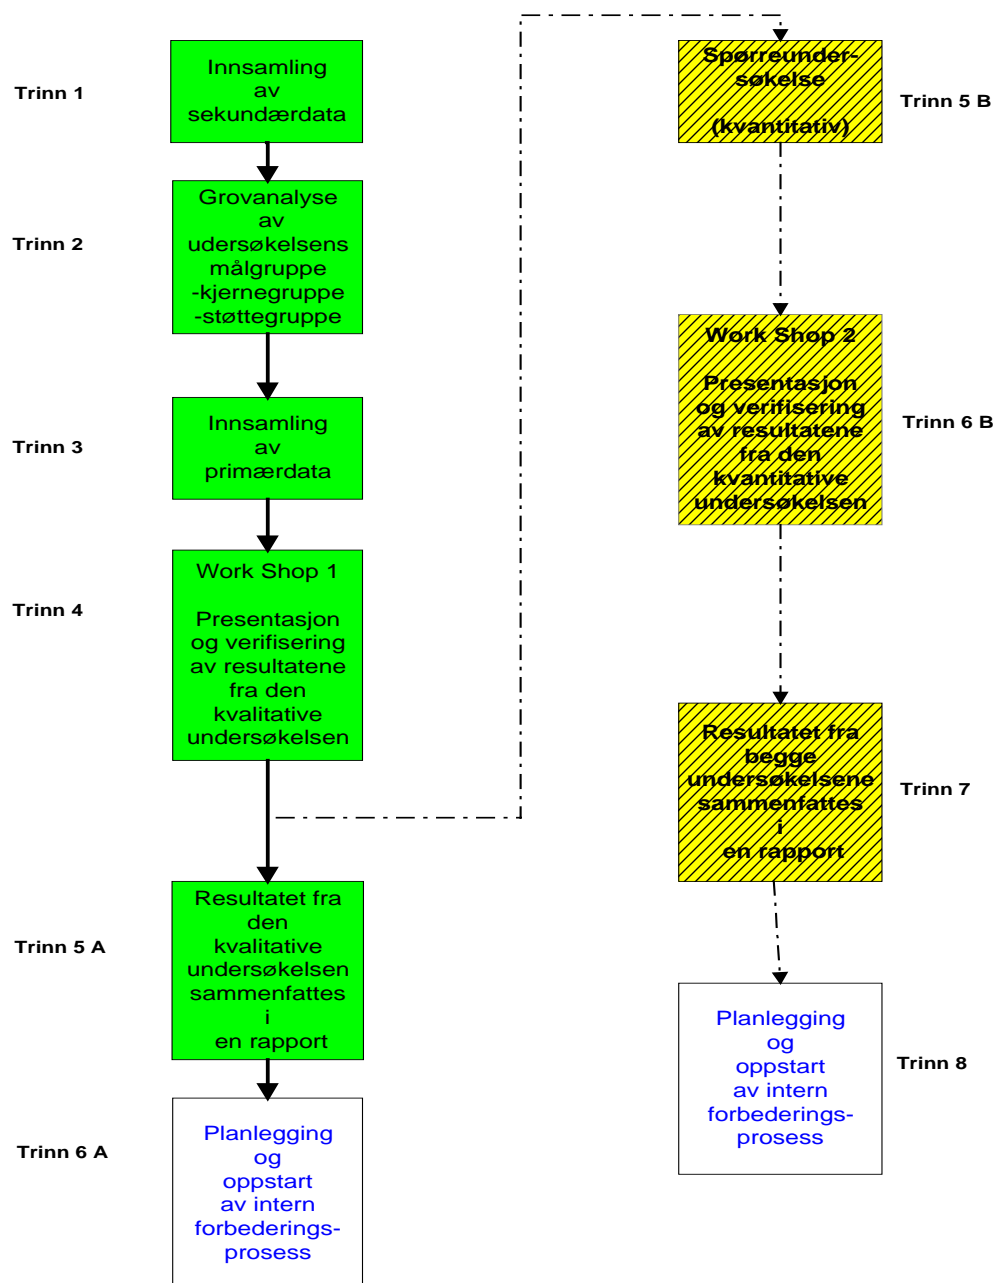 Trinn 1
Innsamling
av
sekundærdata
Trinn 2
Grovanalyse
av
udersøkelsens
målgruppe
-kjernegruppe
-støttegruppe
Trinn 3
Innsamling
av
primærdata
Trinn 4
Work Shop 1
Presentasjon
og verifisering
av resultatene
fra den
kvalitative
undersøkelsen
Trinn 5 A
Resultatet fra
den
kvalitative
undersøkelsen
sammenfattes
i
en rapport
Trinn 6 A
Planlegging
og
oppstart
av intern
forbederings-
prosess
Spørreunder-
søkelse
(kvantitativ)
Trinn 5 B
Work Shop 2
Presentasjon
og verifisering
av resultatene
fra den
kvantitative
undersøkelsen
Trinn 6 B
Resultatet fra
begge
undersøkelsene
sammenfattes
i
en rapport
Trinn 7
Planlegging
og
oppstart
av intern
forbederings-
prosess
Trinn 8